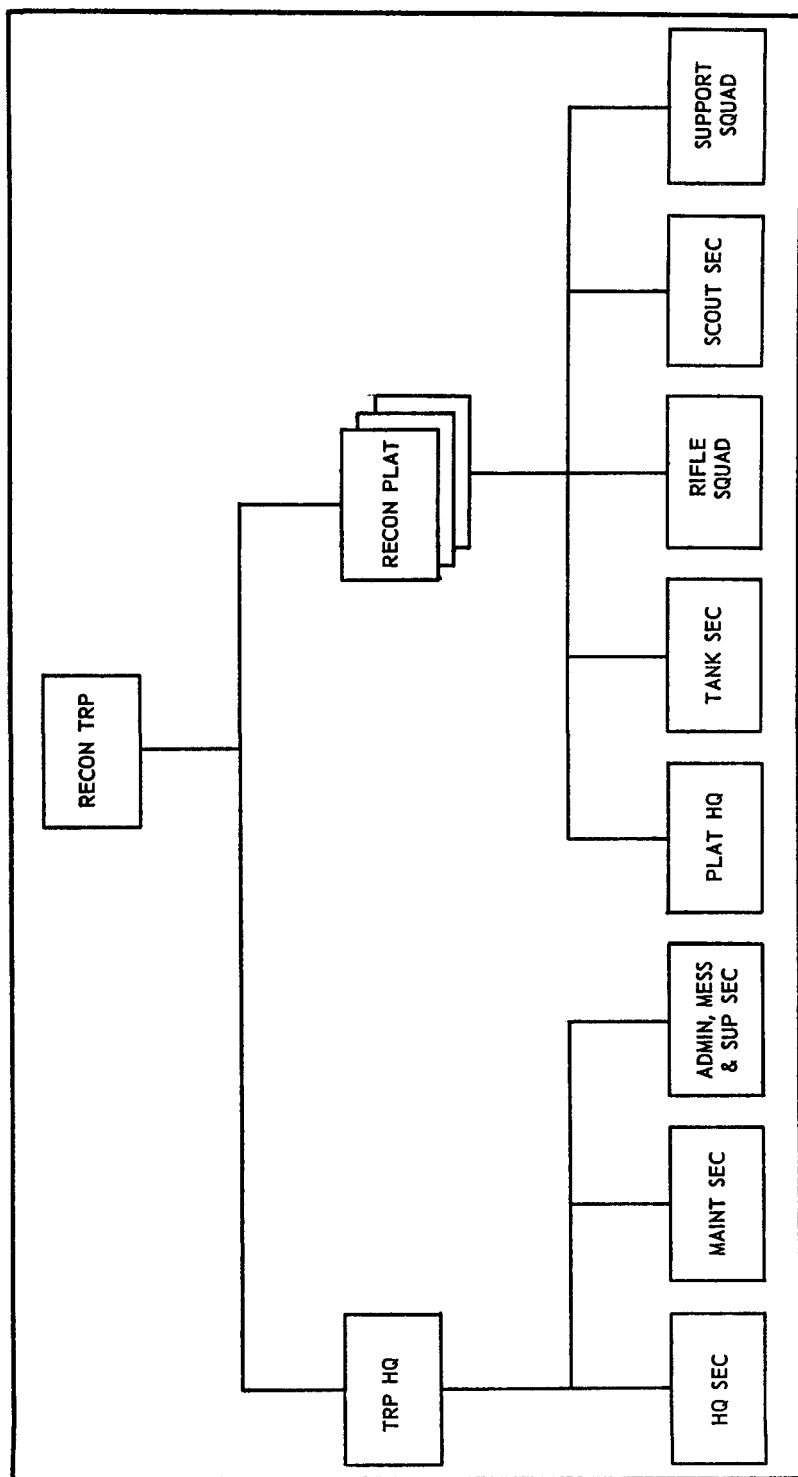 RECON TRP
TRP HQ
RECON PLAT
HQ SEC
MAINT SEC
ADMIN, MESS
& SUP SEC
PLAT HQ
TANK SEC
RIFLE
SQUAD
SCOUT SEC
SUPPORT
SQUAD